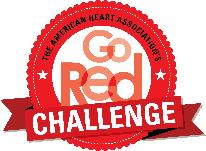 THE AMERICAN HEART ASSOCIATION'S
Go
Red
CHALLENGE